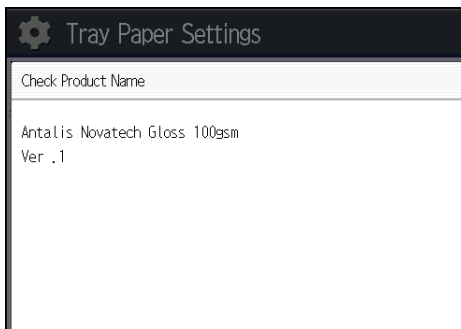 Tray Paper Settings
Check Product Name
Antalis Novatech Gloss 100gsm
Ver .1